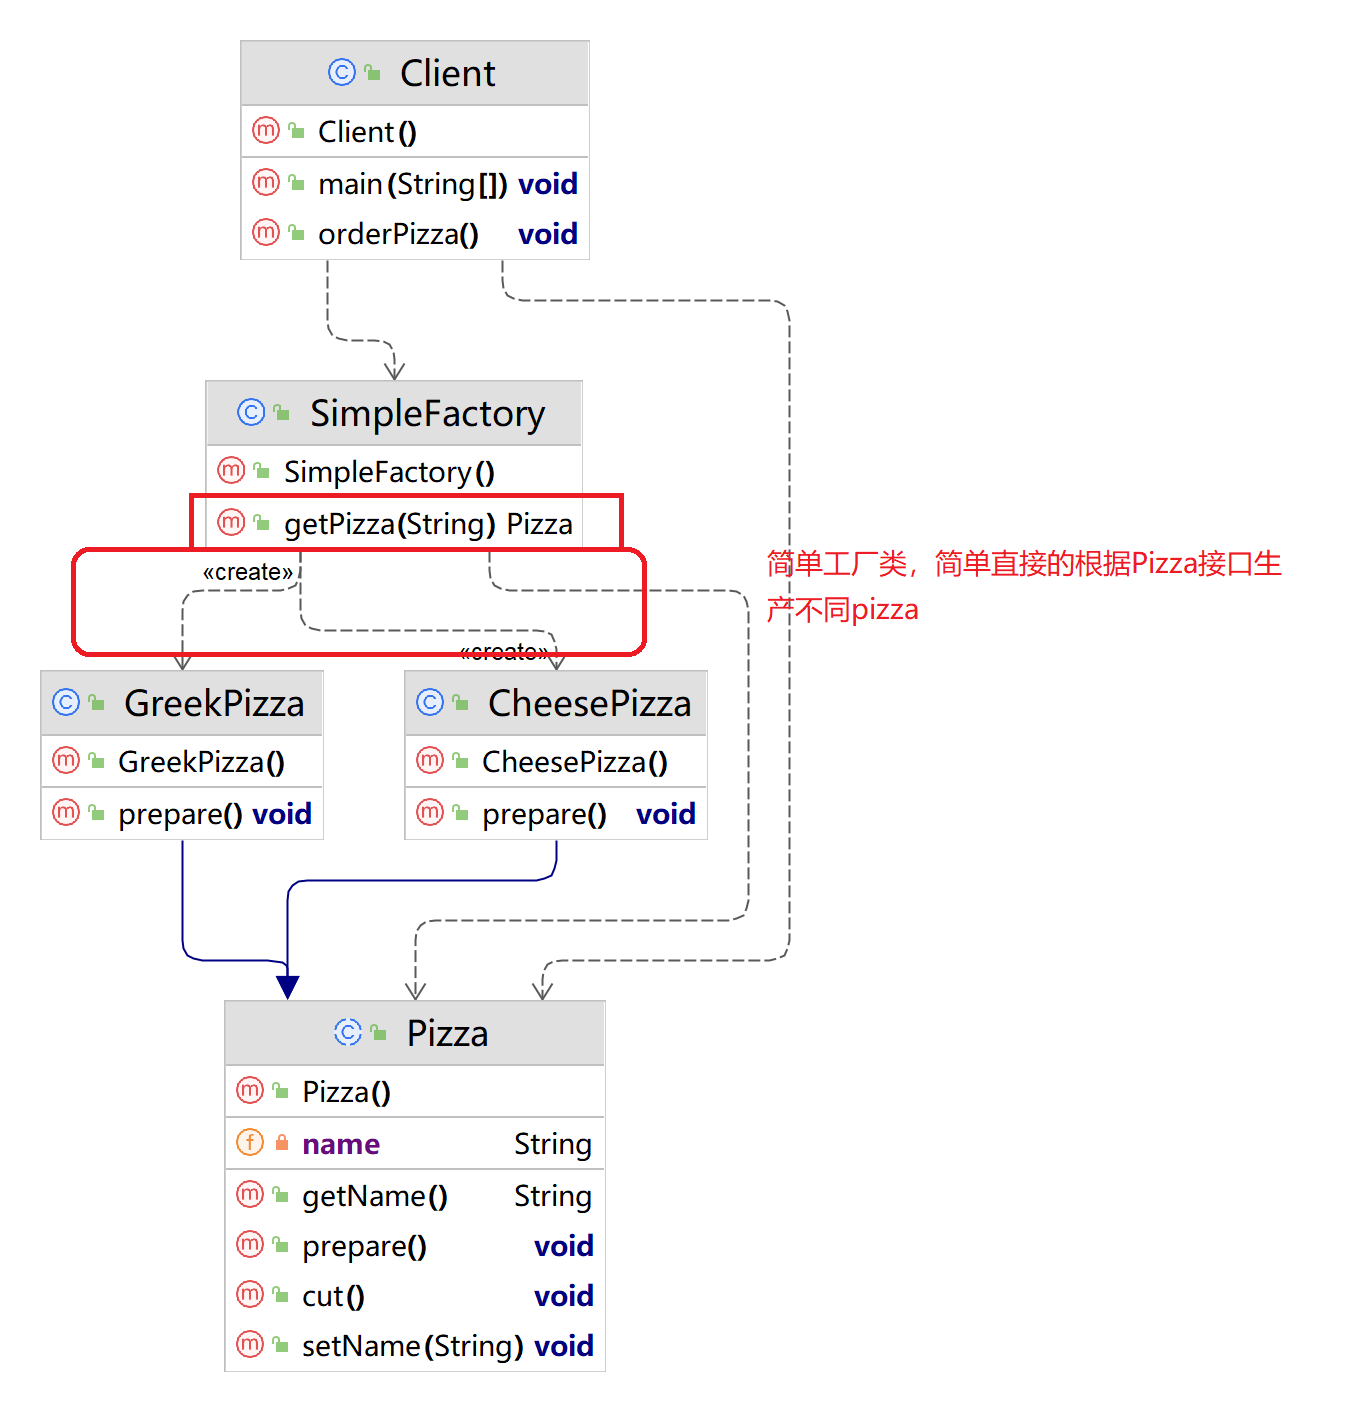 Client
Client()
main(String[]) void
orderPizza() void
SimpleFactory
SimpleFactory()
getPizza(String) Pizza
«create»
简单工厂类，简单直接的根据Pizza接口生
产不同pizza
«create»
GreekPizza
GreekPizza()
prepare() void
CheesePizza
CheesePizza()
prepare() void
Pizza
Pizza()
name String
getName() String
prepare() void
cut() void
setName(String) void